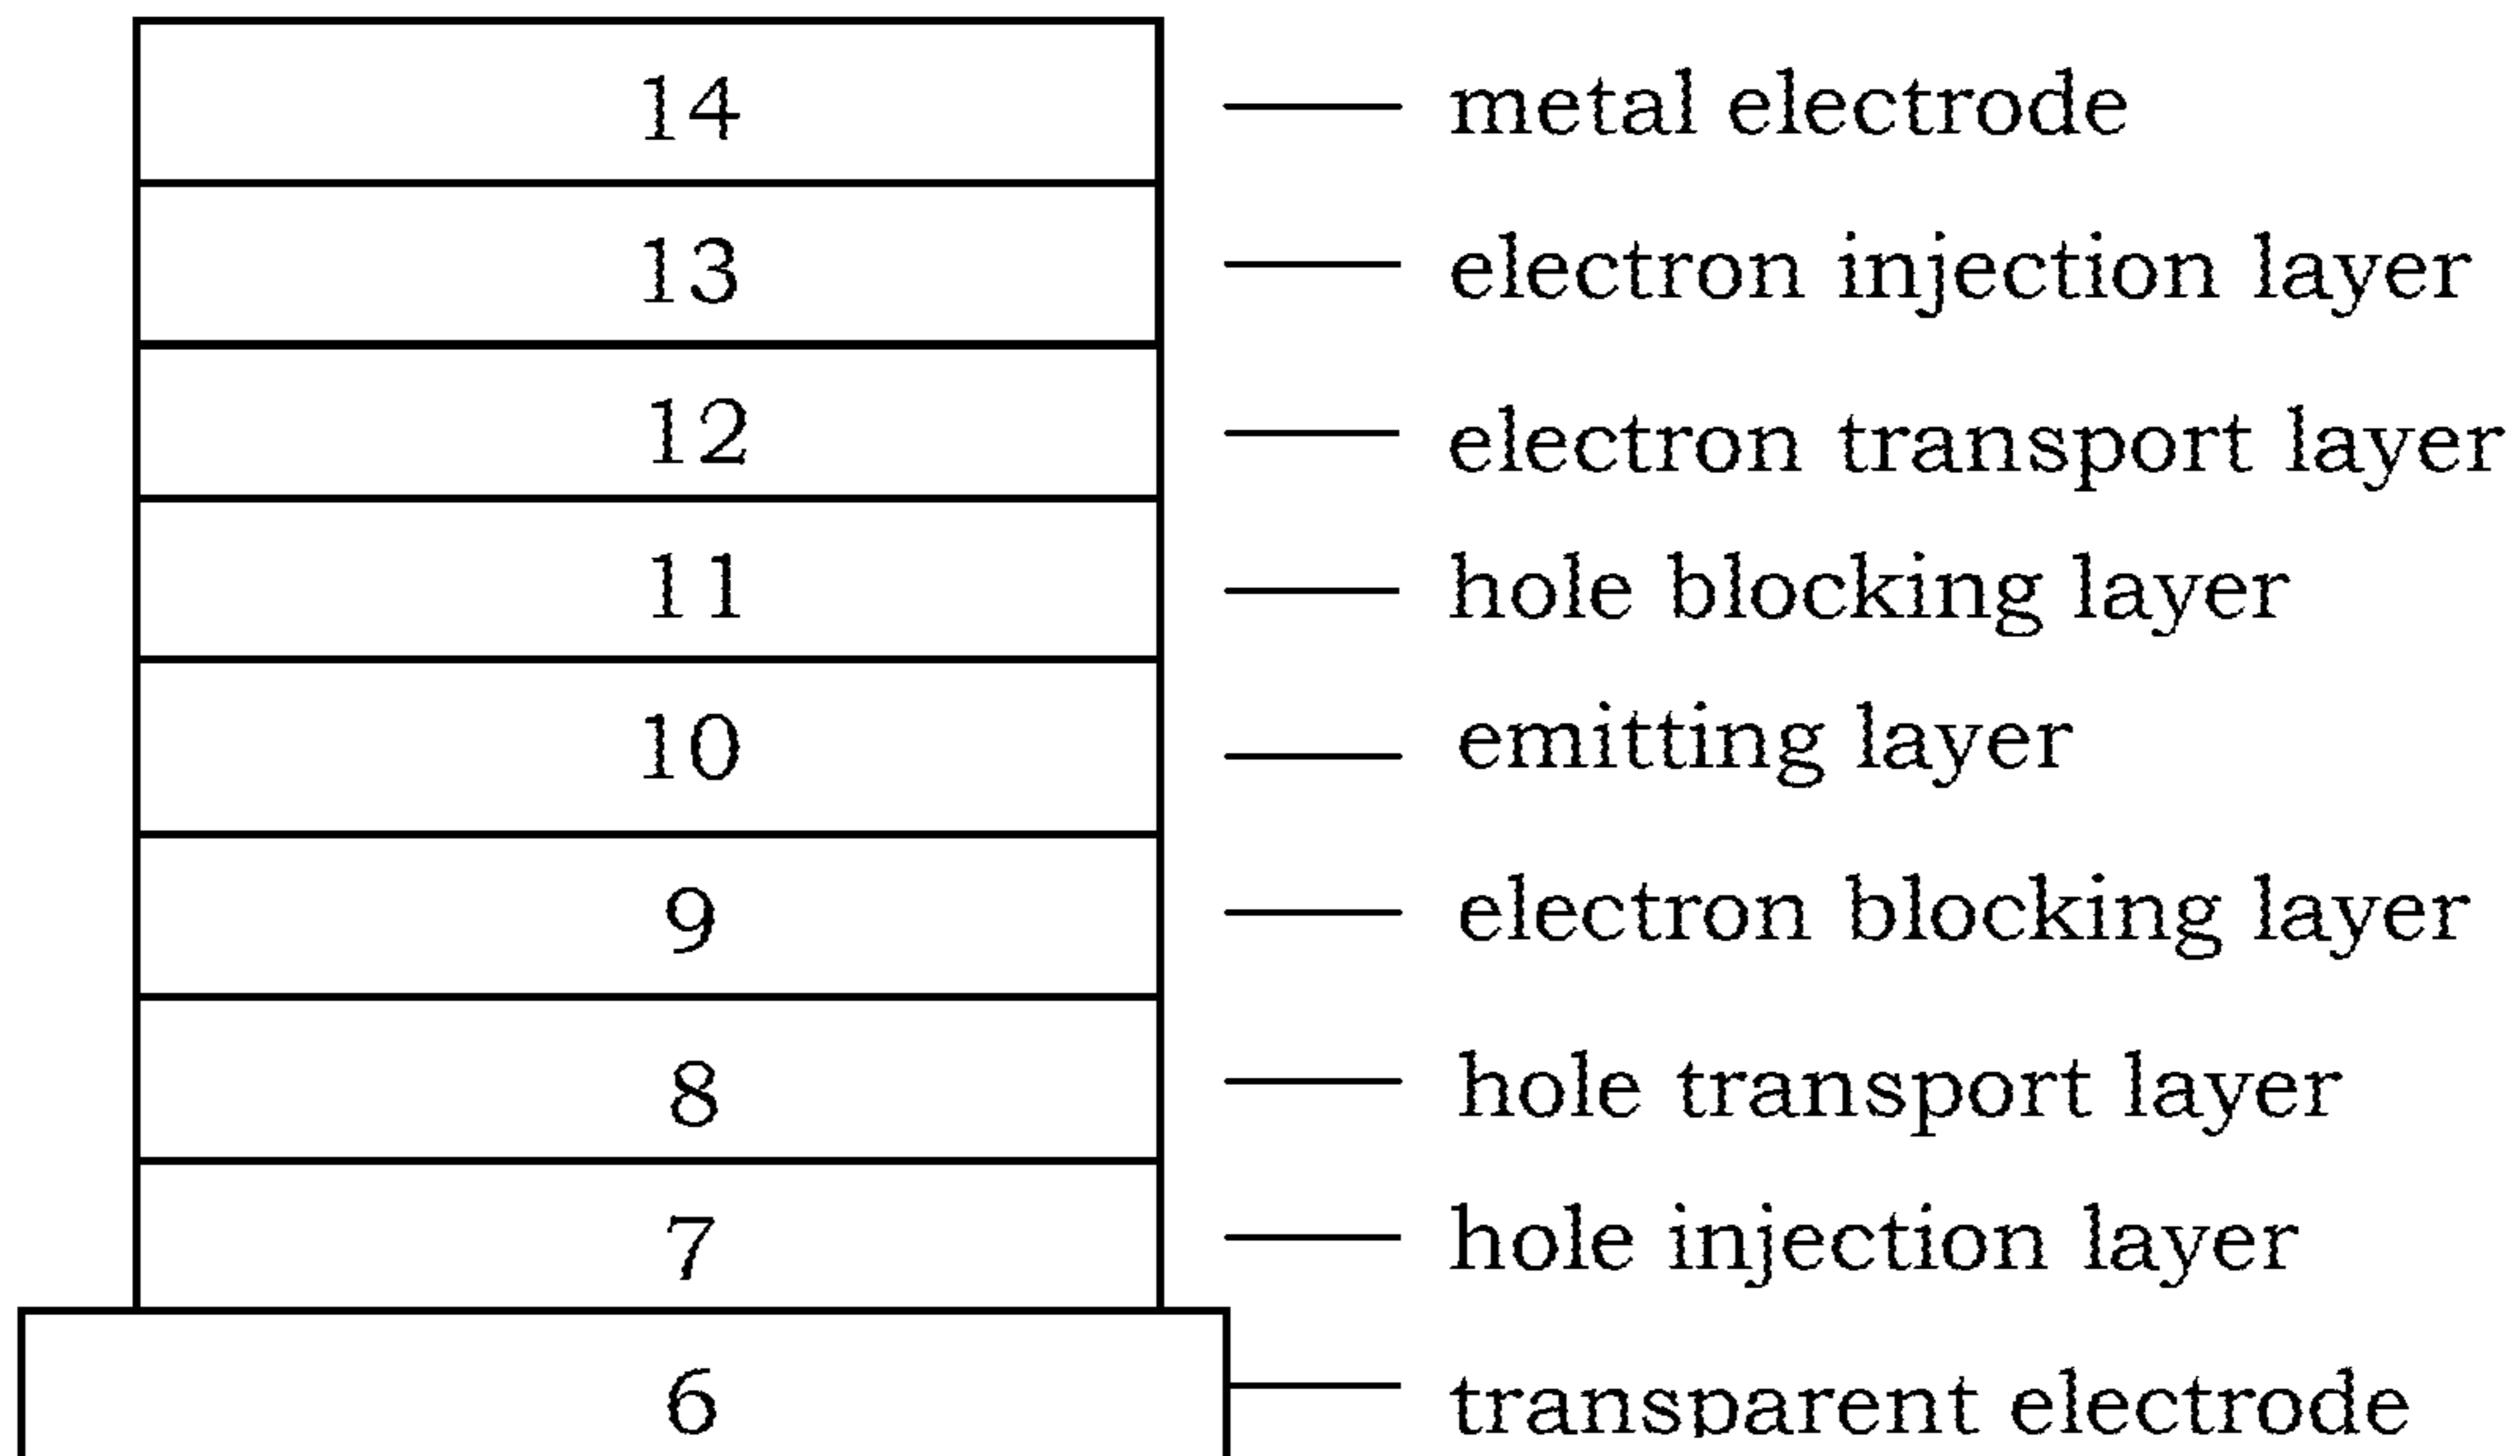 14 metal electrode
13 electron injection layer
12 electron transport layer
11 hole blocking layer
10 emitting layer
9 electron blocking layer
8 hole transport layer
7 hole injection layer
6 transparent electrode